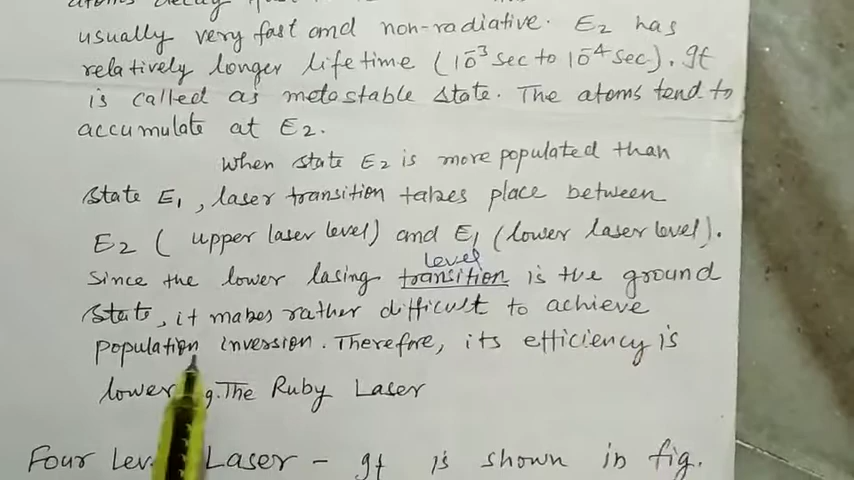 atoms decay
usually very fast and non-radiative. E2 has
relatively longer lifetime (10^-3 sec to 10^-4 sec). It
is called as metastable state. The atoms tend to
accumulate at E2.
When state E2 is more populated than
state E1, laser transition takes place between
E2 ( upper laser level) and E1 (lower laser level).
level
Since the lower lasing transition is the ground
state, it makes rather difficult to achieve
population inversion. Therefore, its efficiency is
lower g. The Ruby Laser
Four Lev Laser - It is shown in fig.